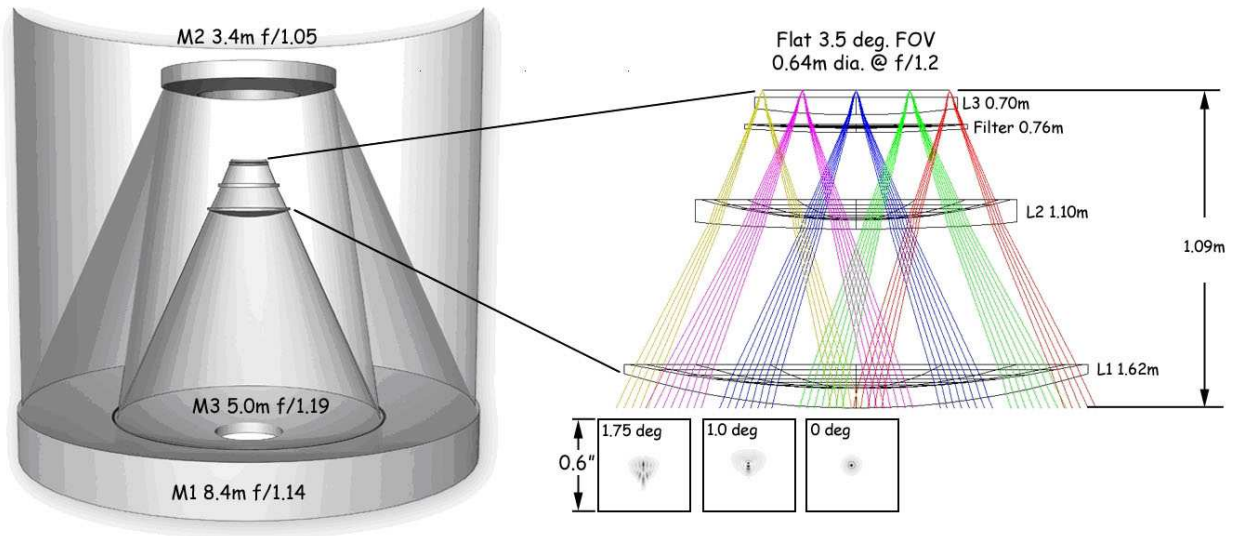 M2 3.4m f/1.05
M3 5.0m f/1.19
M1 8.4m f/1.14
Flat 3.5 deg. FOV
0.64m dia. @ f/1.2
L3 0.70m
Filter 0.76m
L2 1.10m
1.09m
L1 1.62m
0.6"
1.75 deg
1.0 deg
0 deg